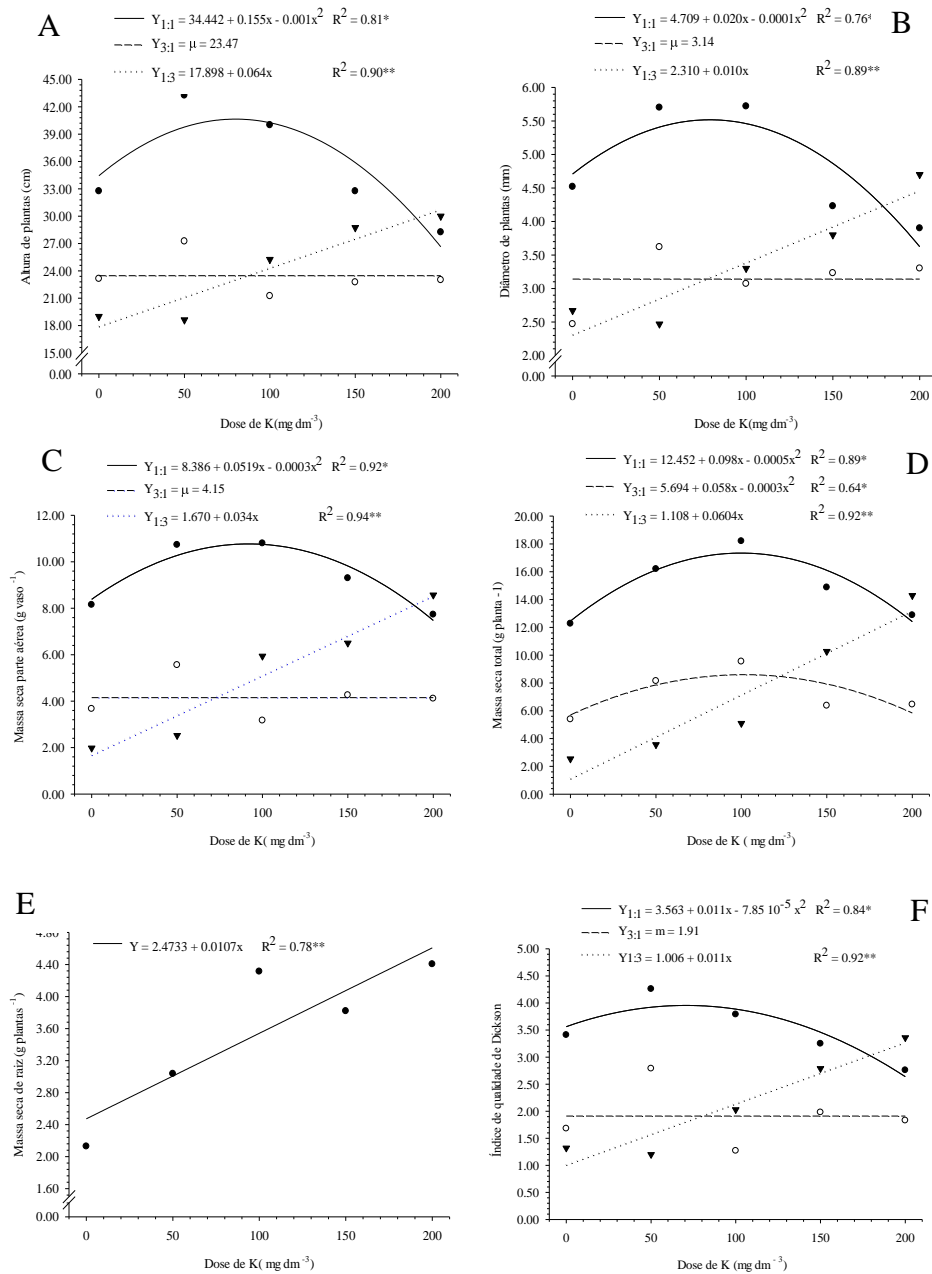 A
Y1:1 = 34.442 + 0.155x - 0.001x² R² = 0.81*
Y3:1 = μ = 23.47
Y1:3 = 17.898 + 0.064x R² = 0.90**
45.00
42.00
39.00
36.00
33.00
30.00
27.00
24.00
21.00
18.00
15.00
0.00
Altura de plantas (cm)
0 50 100 150 200
Dose de K(mg dm⁻³)
B
Y1:1 = 4.709 + 0.020x - 0.0001x² R² = 0.76*
Y3:1 = μ = 3.14
Y1:3 = 2.310 + 0.010x R² = 0.89**
6.00
5.50
5.00
4.50
4.00
3.50
3.00
2.50
2.00
0.00
Diâmetro de plantas (mm)
0 50 100 150 200
Dose de K(mg dm⁻³)
C
Y1:1 = 8.386 + 0.0519x - 0.0003x² R² = 0.92*
Y3:1 = μ = 4.15
Y1:3 = 1.670 + 0.034x R² = 0.94**
12.00
10.00
8.00
6.00
4.00
2.00
0.00
Massa seca parte aérea (g vaso ⁻¹)
0 50 100 150 200
Dose de K( mg dm⁻³)
D
Y1:1 = 12.452 + 0.098x - 0.0005x² R² = 0.89*
Y3:1 = 5.694 + 0.058x - 0.0003x² R² = 0.64*
Y1:3 = 1.108 + 0.0604x R² = 0.92**
20.00
18.00
16.00
14.00
12.00
10.00
8.00
6.00
4.00
2.00
0.00
Massa seca total (g planta - 1)
0 50 100 150 200
Dose de K( mg dm⁻³)
E
Y = 2.4733 + 0.0107x R² = 0.78**
4.80
4.40
4.00
3.60
3.20
2.80
2.40
2.00
1.60
0.00
Massa seca de raiz (g plantas ⁻¹)
0 50 100 150 200
Dose de K( mg dm⁻³)
F
Y1:1 = 3.563 + 0.011x - 7.85 10⁻⁵ x² R² = 0.84*
Y3:1 = m = 1.91
Y1:3 = 1.006 + 0.011x R² = 0.92**
5.00
4.50
4.00
3.50
3.00
2.50
2.00
1.50
1.00
0.50
0.00
Índice de qualidade de Dickson
0 50 100 150 200
Dose de K( mg dm⁻³)